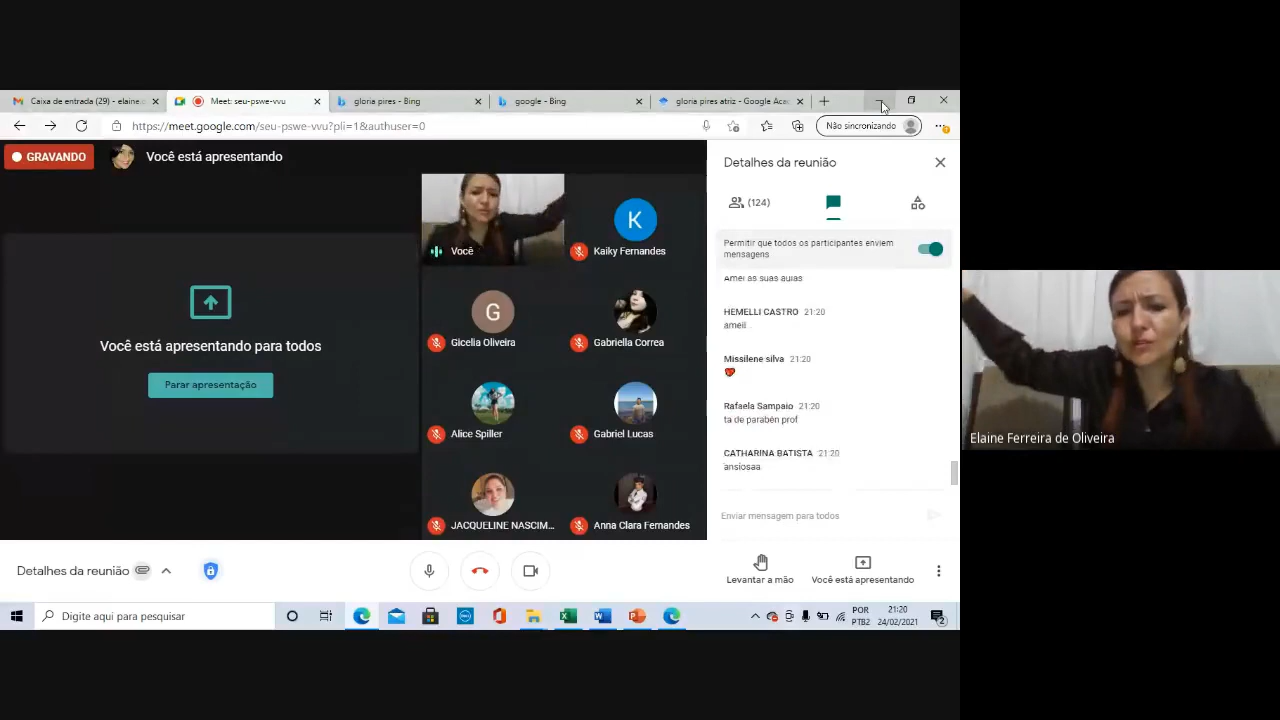 Caixa de entrada (29) - elaine.c
Meet: seu-pswe-vvu
gloria pires - Bing
google - Bing
gloria pires atriz - Google Aca
https://meet.google.com/seu-pswe-vvu?pli=1&authuser=0
Não sincronizando
GRAVANDO
Você está apresentando
Detalhes da reunião
(124)
Permitir que todos os participantes enviem
mensagens
Amei as suas aulas
HEMELLI CASTRO 21:20
ameii
Missilene silva 21:20
Rafaela Sampaio 21:20
ta de parabén prof
CATHARINA BATISTA 21:20
ansiosaa
Enviar mensagem para todos
Você está apresentando para todos
Parar apresentação
Você
K
Kaiky Fernandes
G
Gicelia Oliveira
Gabriella Correa
Alice Spiller
Gabriel Lucas
JACQUELINE NASCIM...
Anna Clara Fernandes
Elaine Ferreira de Oliveira
Detalhes da reunião
Levantar a mão
Você está apresentando
Digite aqui para pesquisar
POR
PTB2
21:20
24/02/2021
2